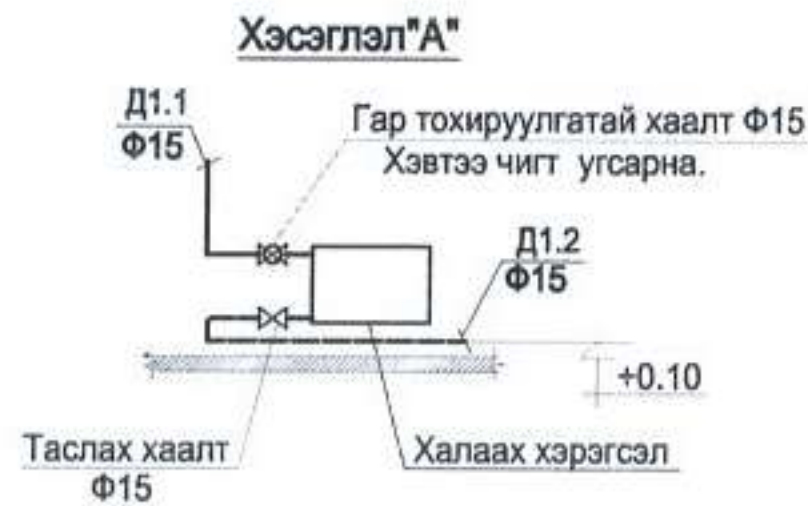 Хэсэглэл"А"
Д1.1
Ф15
Гар тохируулгатай хаалт Ф15
Хэвтээ чигт угсарна.
Д1.2
Ф15
+0.10
Таслах хаалт
Ф15
Халаах хэрэгсэл